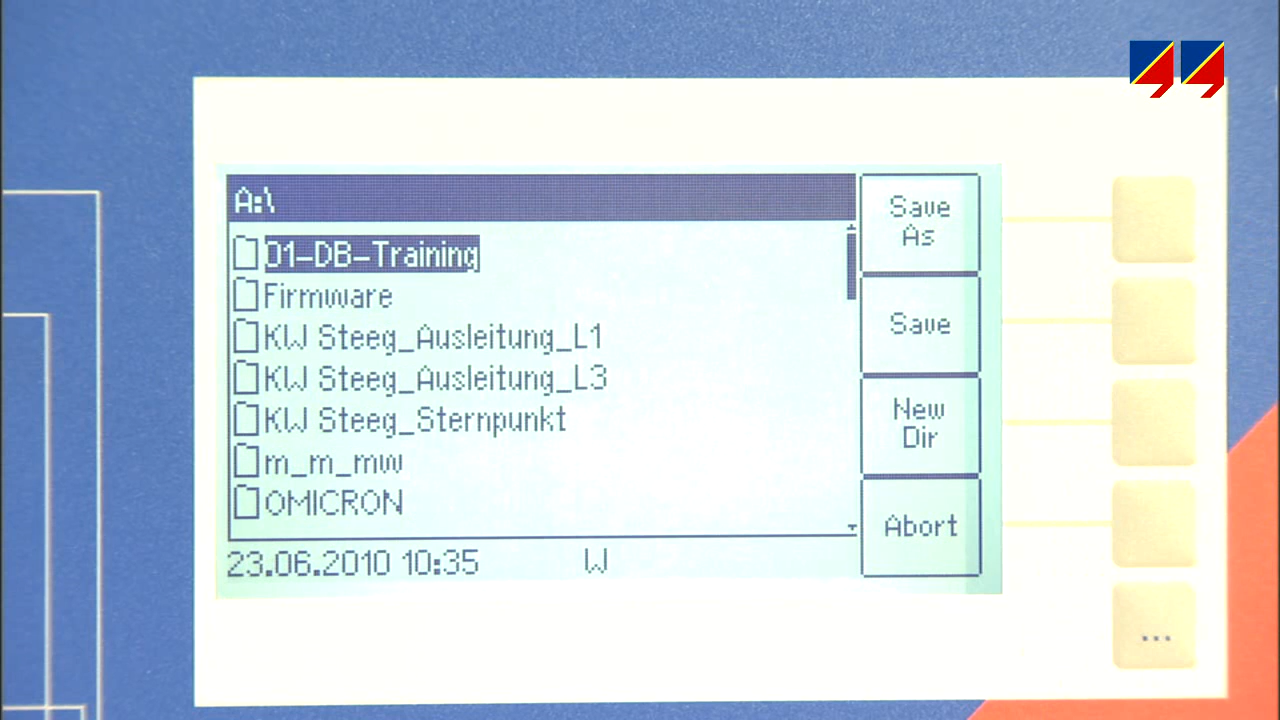 A:\
01-DB-Training
Firmware
KW Steeg_Ausleitung_L1
KW Steeg_Ausleitung_L3
KW Steeg_Sternpunkt
m_m_mw
OMICRON
23.06.2010 10:35 W
Save
As
Save
New
Dir
Abort
...